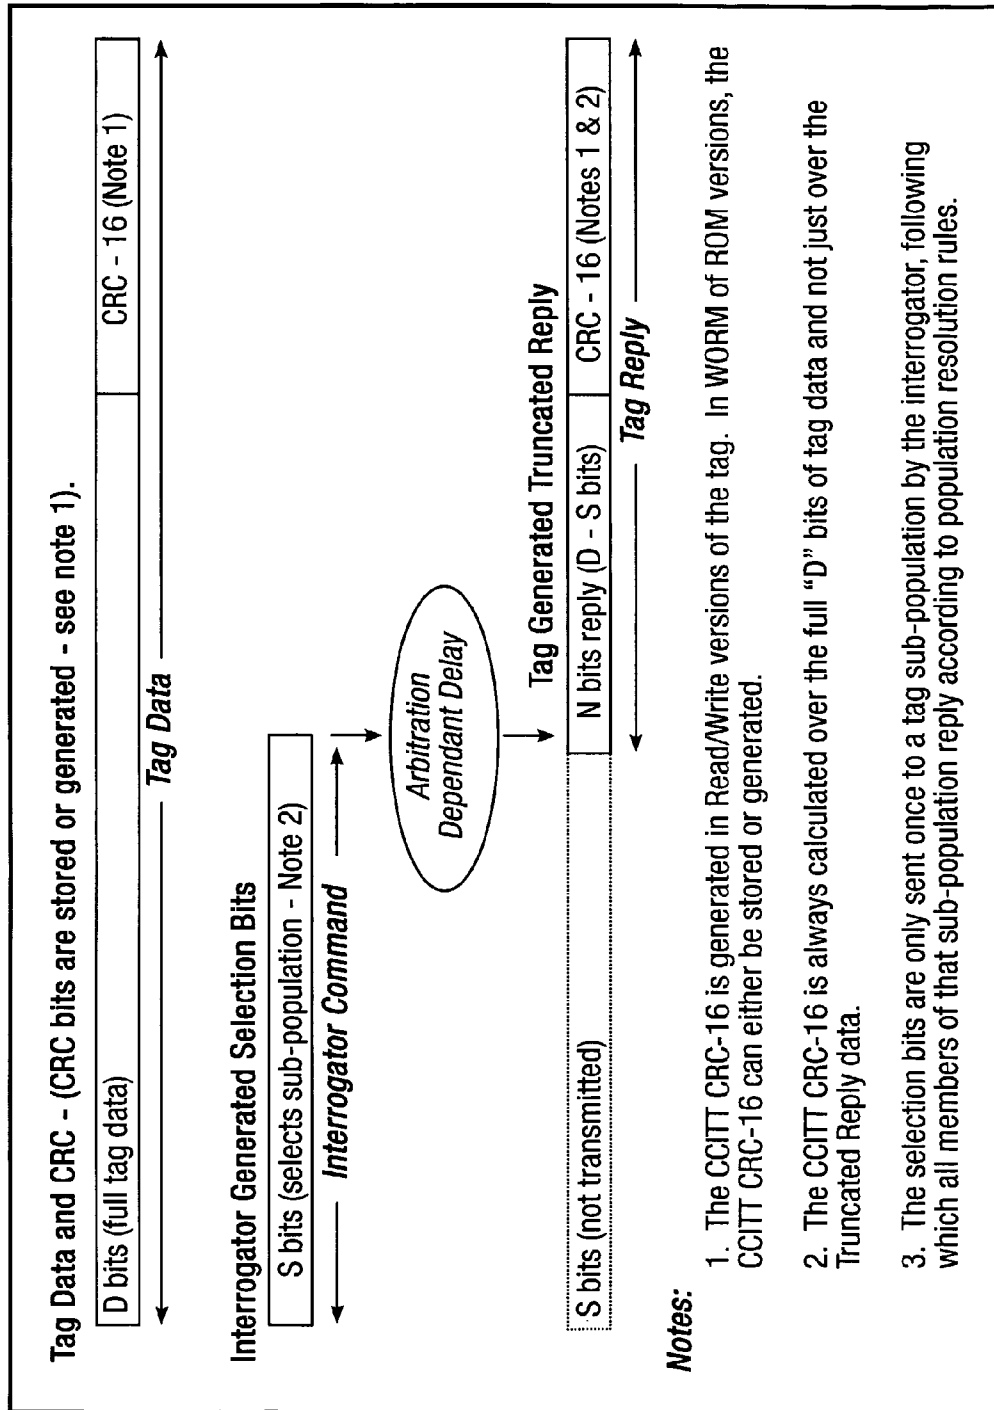 Tag Data and CRC - (CRC bits are stored or generated - see note 1).
D bits (full tag data)
CRC - 16 (Note 1)
Tag Data
Interrogator Generated Selection Bits
S bits (selects sub-population - Note 2)
Interrogator Command
Arbitration
Dependant Delay
Tag Generated Truncated Reply
S bits (not transmitted)
N bits reply (D - S bits)
CRC - 16 (Notes 1 & 2)
Tag Reply
Notes:
1. The CCITT CRC-16 is generated in Read/Write versions of the tag. In WORM of ROM versions, the
CCITT CRC-16 can either be stored or generated.
2. The CCITT CRC-16 is always calculated over the full “D” bits of tag data and not just over the
Truncated Reply data.
3. The selection bits are only sent once to a tag sub-population by the interrogator, following
which all members of that sub-population reply according to population resolution rules.